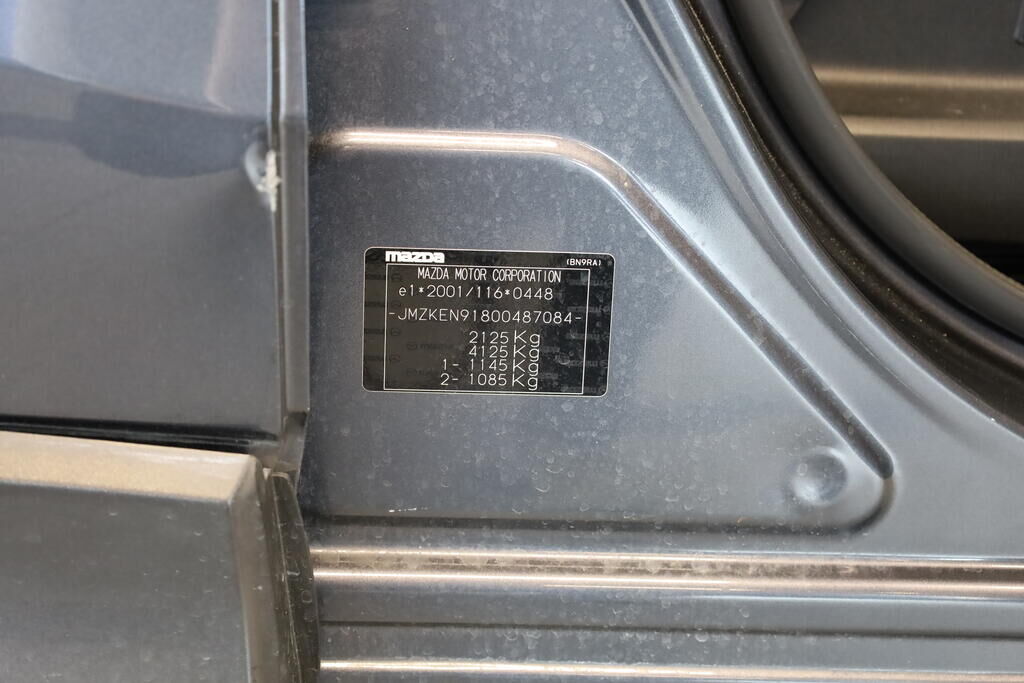 mazda (BN9RA)
MAZDA MOTOR CORPORATION
e1*2001/116*0448
-JMZKEN91800487084-
2125 Kg
4125 Kg
1- 1145 Kg
2- 1085 Kg